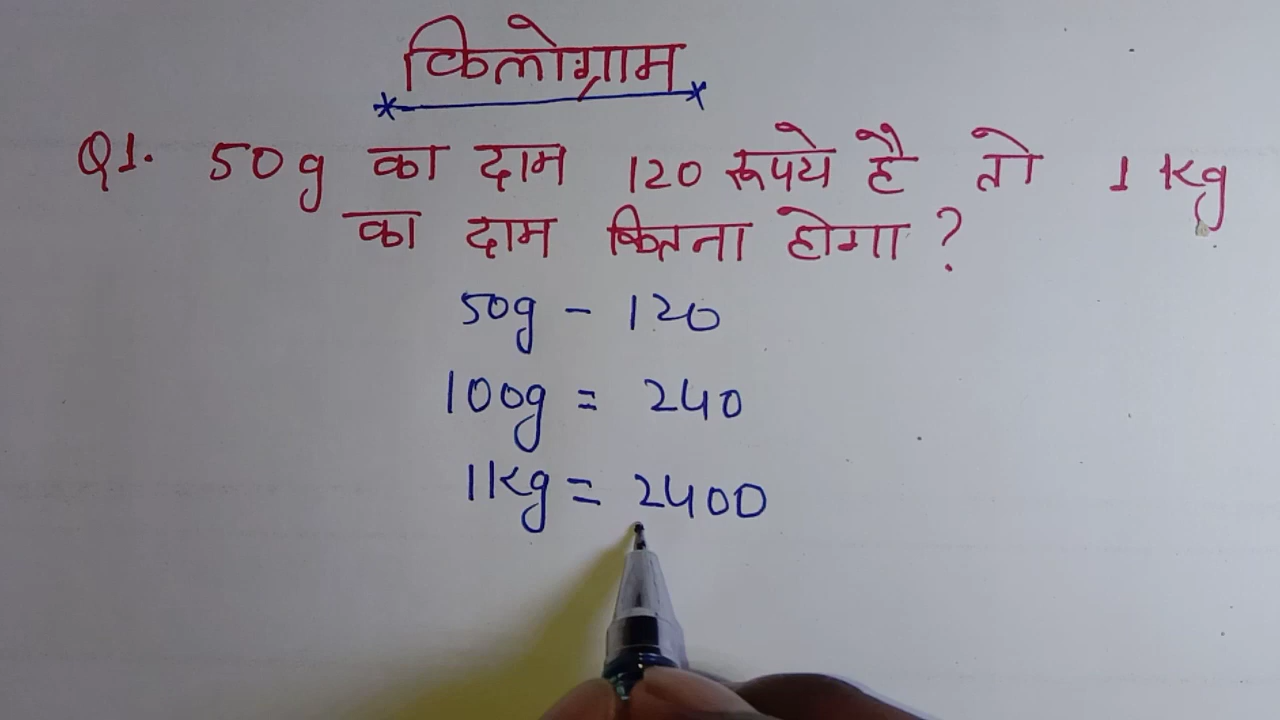 किलोग्राम
Q1. 50g का दाम 120 रूपये है तो 1 Kg
का दाम कितना होगा ?
50g - 120
100g = 240
1Kg = 2400